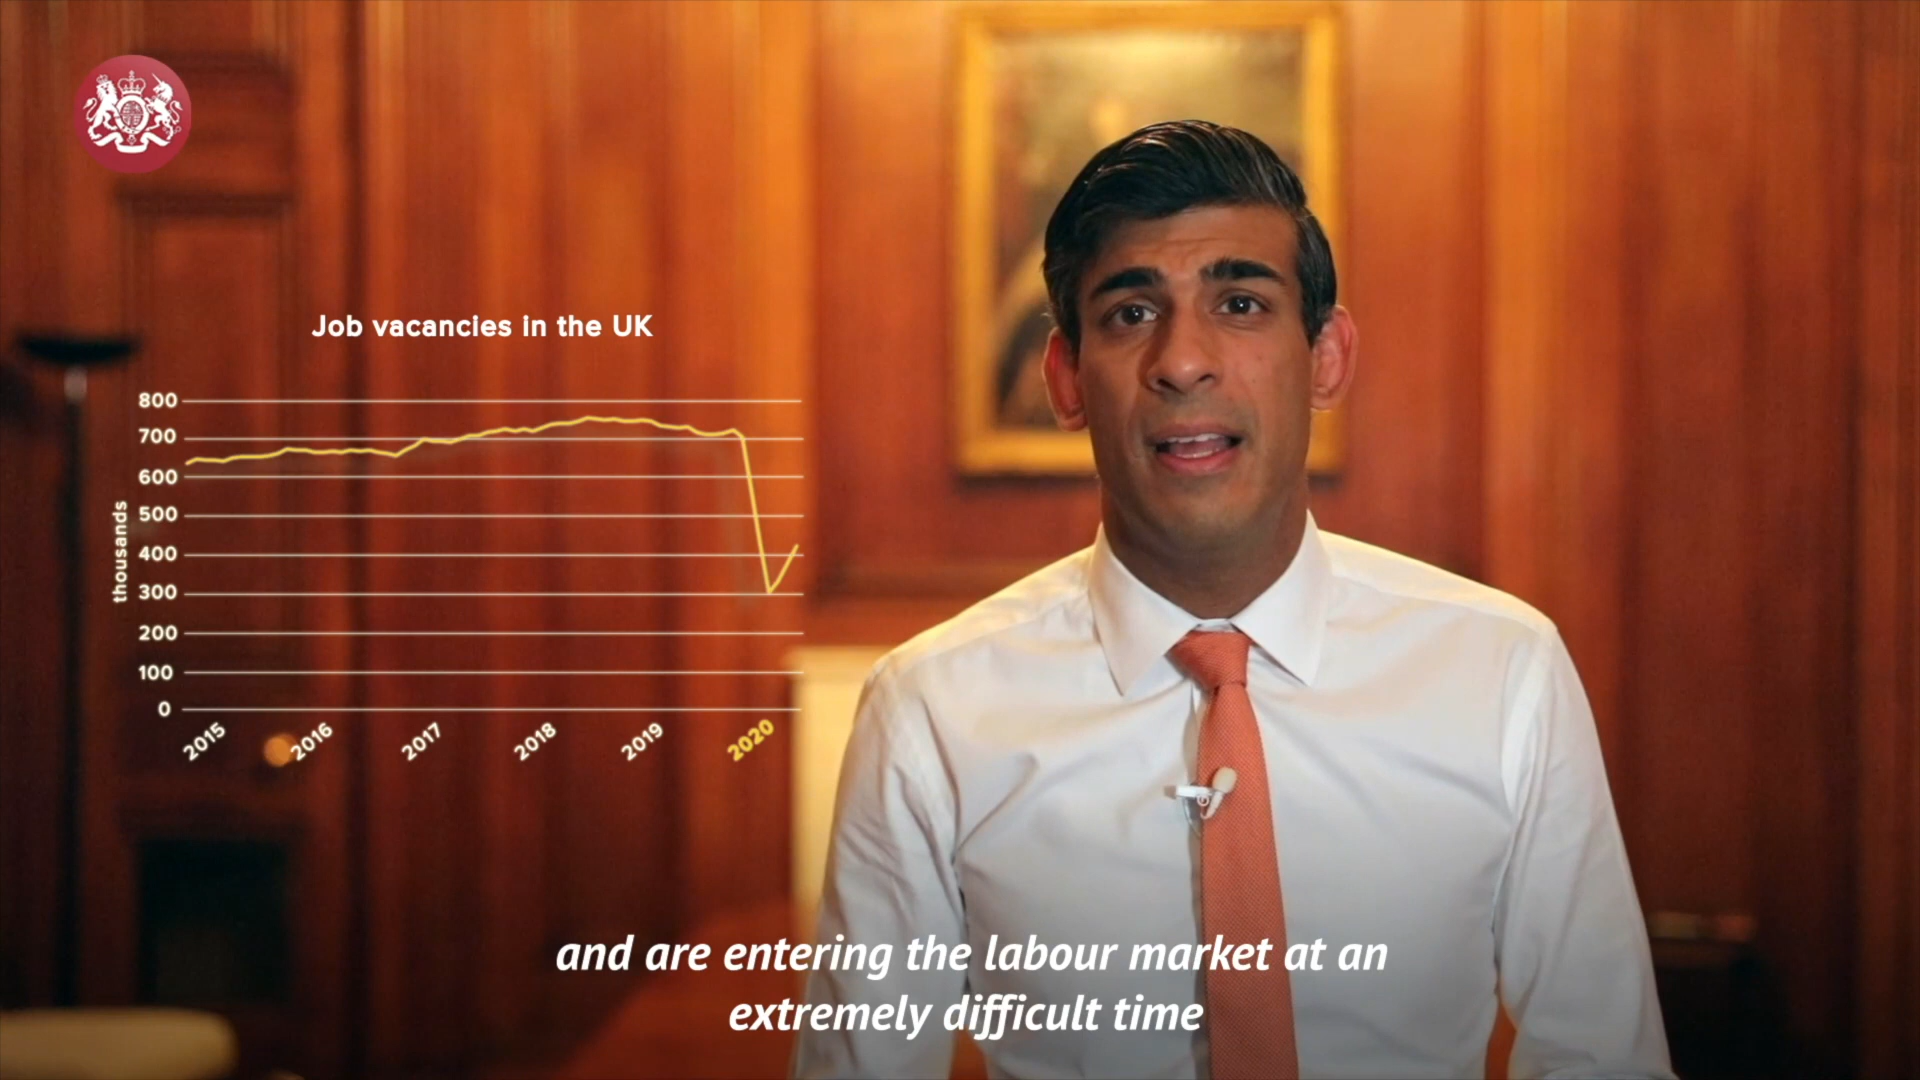 Job vacancies in the UK
800
700
600
500
400
300
200
100
0
thousands
2015 2016 2017 2018 2019 2020
and are entering the labour market at an
extremely difficult time